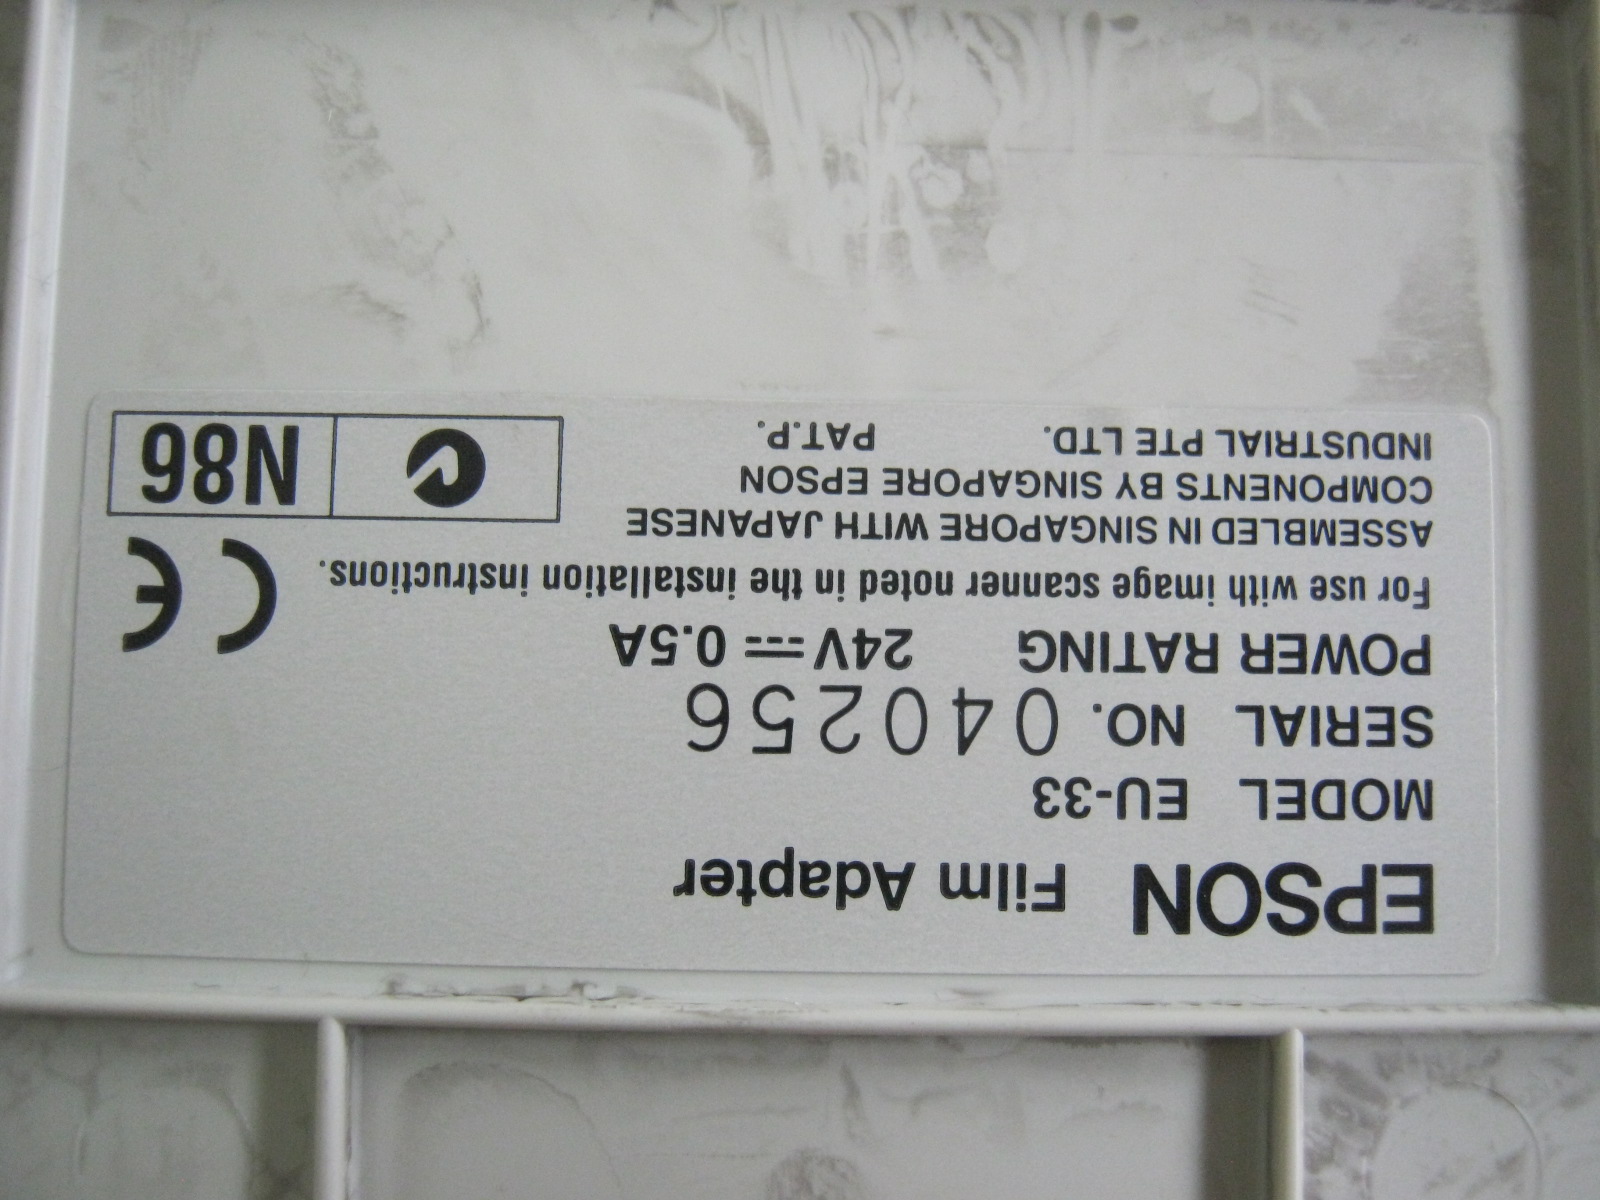 EPSON Film Adapter
MODEL EU-33
SERIAL NO. 040256
POWER RATING 24V⎓0.5A
For use with image scanner noted in the installation instructions.
ASSEMBLED IN SINGAPORE WITH JAPANESE
COMPONENTS BY SINGAPORE EPSON
INDUSTRIAL PTE LTD. PAT.P.
CE
N86